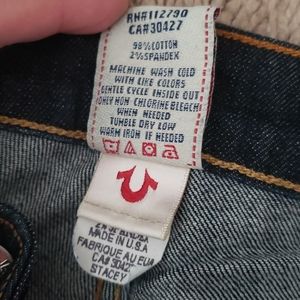 RN#112790
CA#30427
98% COTTON
2% SPANDEX
MACHINE WASH COLD
WITH LIKE COLORS
GENTLE CYCLE INSIDE OUT
ONLY NON CHLORINE BLEACH
WHEN NEEDED
TUMBLE DRY LOW
WARM IRON IF NEEDED
MADE IN U.S.A
FABRIQUE AU EUA
CA# 3042
STACEY